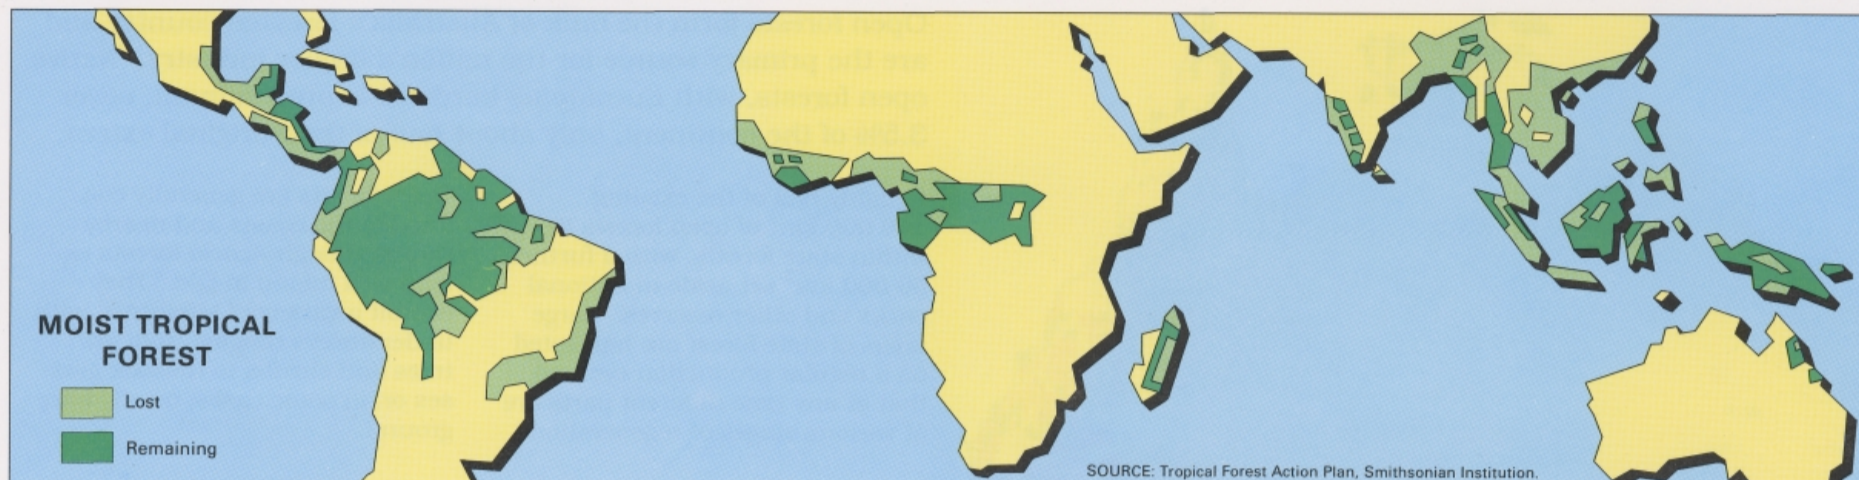 MOIST TROPICAL
FOREST
Lost
Remaining
SOURCE: Tropical Forest Action Plan, Smithsonian Institution.